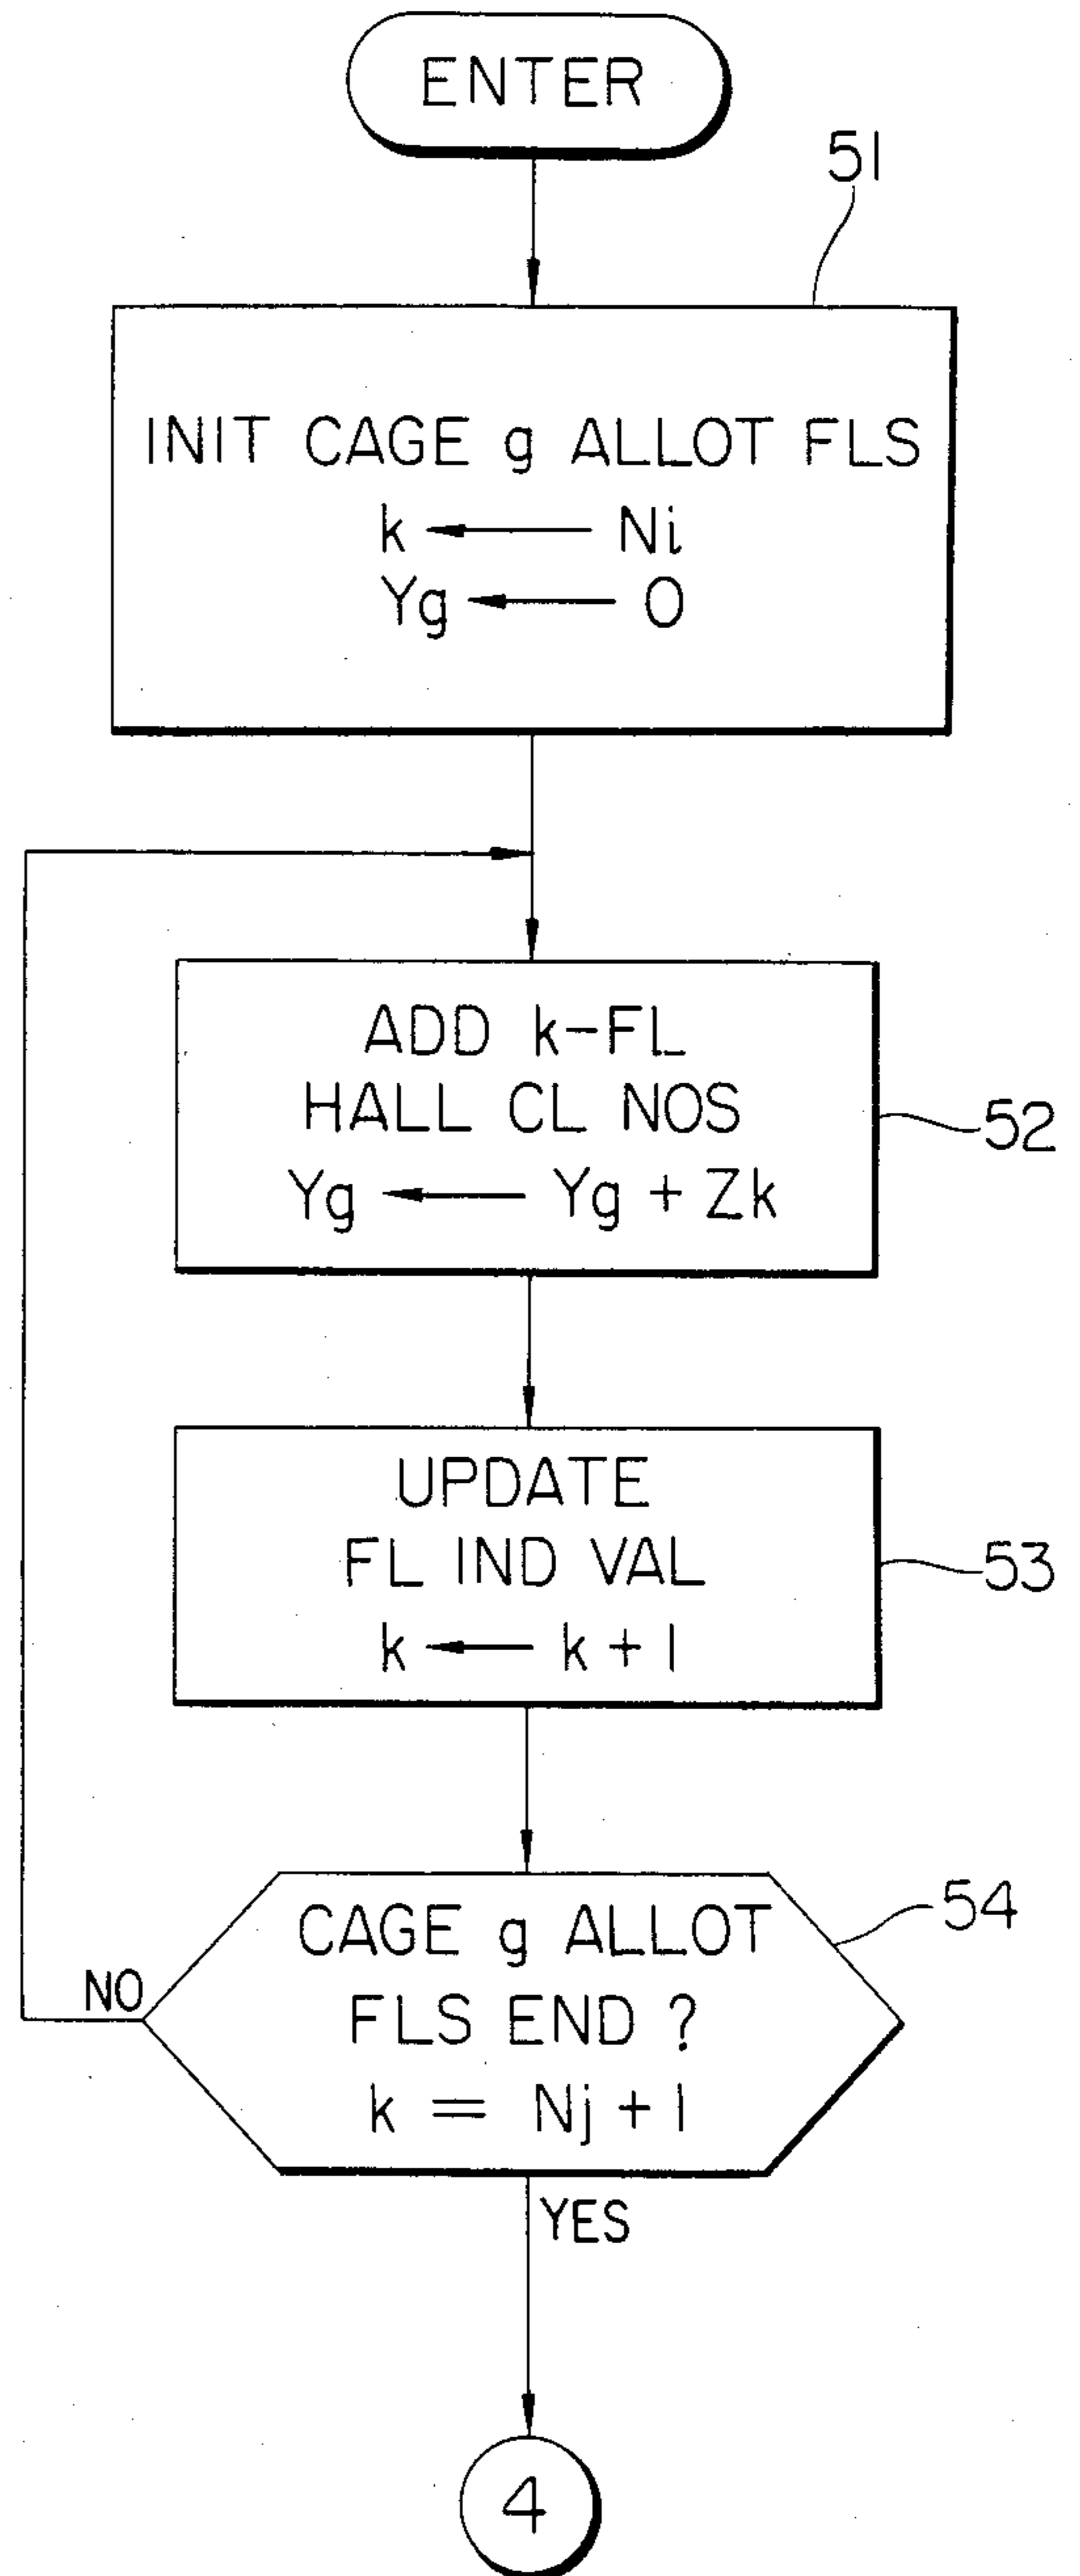 ENTER
51
INIT CAGE g ALLOT FLS
k ← Ni
Yg ← 0
ADD k-FL
HALL CL NOS
Yg ← Yg + Zk
52
UPDATE
FL IND VAL
k ← k + 1
53
CAGE g ALLOT
FLS END ?
k = Nj + 1
54
NO
YES
4